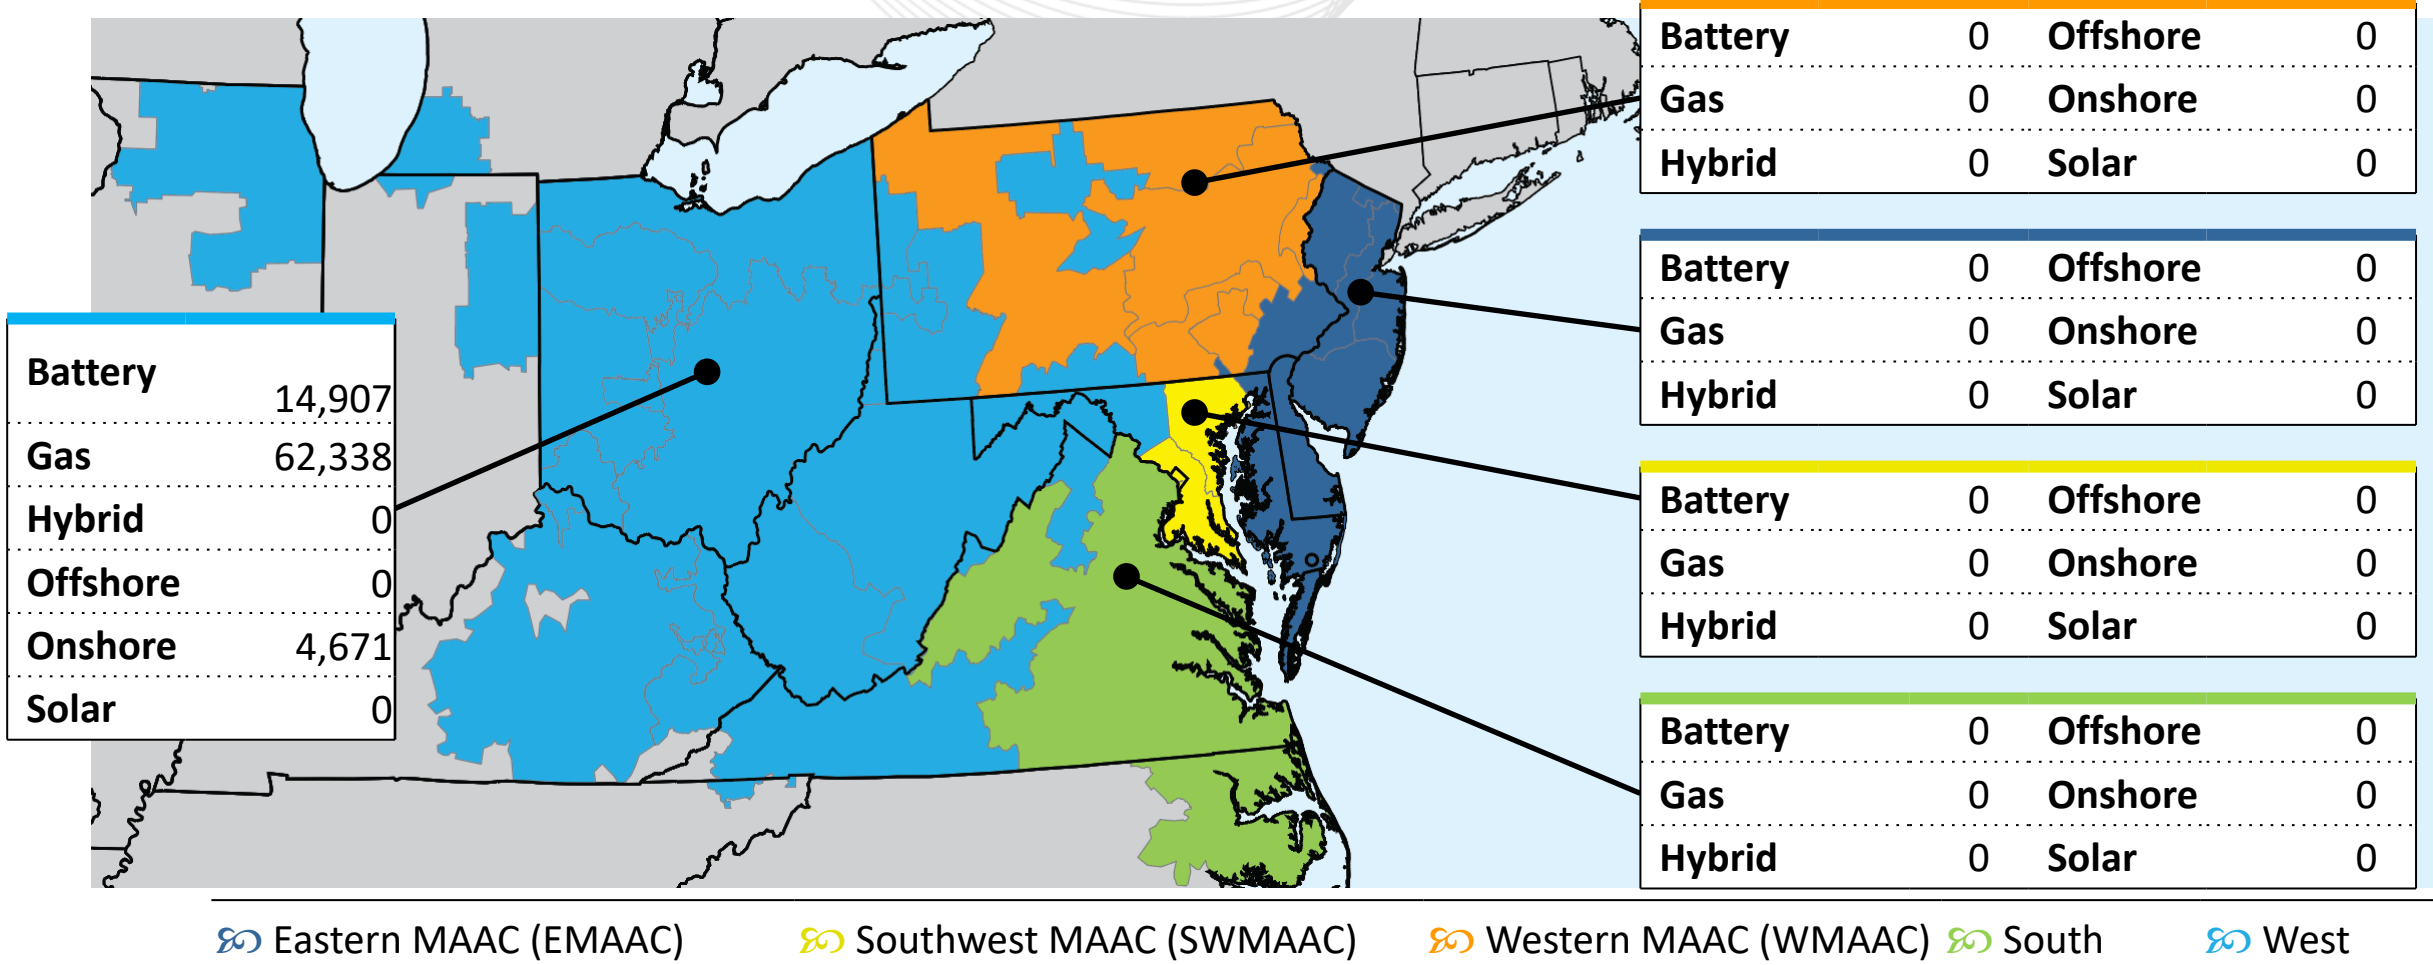 Battery 0 Offshore 0
Gas 0 Onshore 0
Hybrid 0 Solar 0
Battery 0 Offshore 0
Gas 0 Onshore 0
Hybrid 0 Solar 0
Battery 14,907
Gas 62,338
Hybrid 0
Offshore 0
Onshore 4,671
Solar 0
Battery 0 Offshore 0
Gas 0 Onshore 0
Hybrid 0 Solar 0
Battery 0 Offshore 0
Gas 0 Onshore 0
Hybrid 0 Solar 0
Eastern MAAC (EMAAC) Southwest MAAC (SWMAAC) Western MAAC (WMAAC) South West